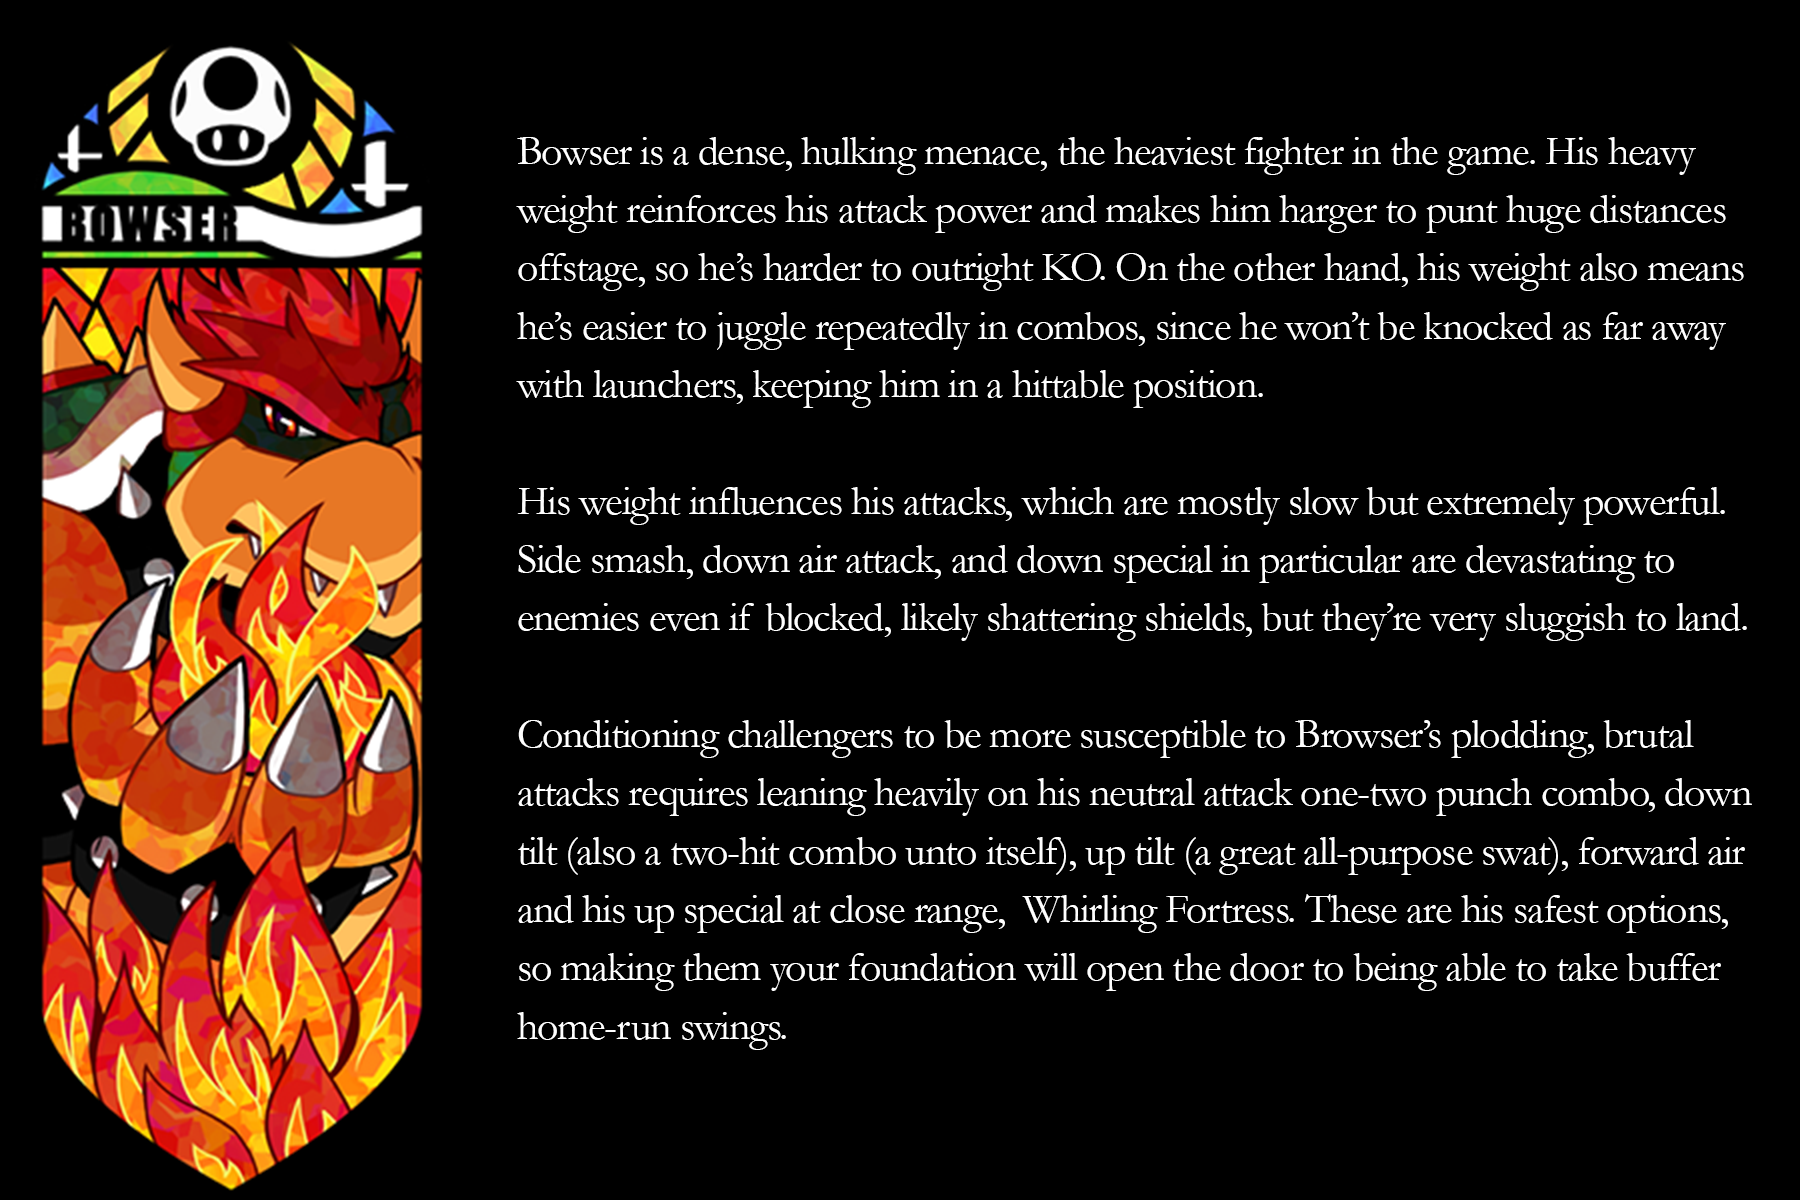 BOWSER
Bowser is a dense, hulking menace, the heaviest fighter in the game. His heavy
weight reinforces his attack power and makes him harger to punt huge distances
offstage, so he’s harder to outright KO. On the other hand, his weight also means
he’s easier to juggle repeatedly in combos, since he won’t be knocked as far away
with launchers, keeping him in a hittable position.
His weight influences his attacks, which are mostly slow but extremely powerful.
Side smash, down air attack, and down special in particular are devastating to
enemies even if  blocked, likely shattering shields, but they’re very sluggish to land.
Conditioning challengers to be more susceptible to Browser’s plodding, brutal
attacks requires leaning heavily on his neutral attack one-two punch combo, down
tilt (also a two-hit combo unto itself), up tilt (a great all-purpose swat), forward air
and his up special at close range,  Whirling Fortress. These are his safest options,
so making them your foundation will open the door to being able to take buffer
home-run swings.